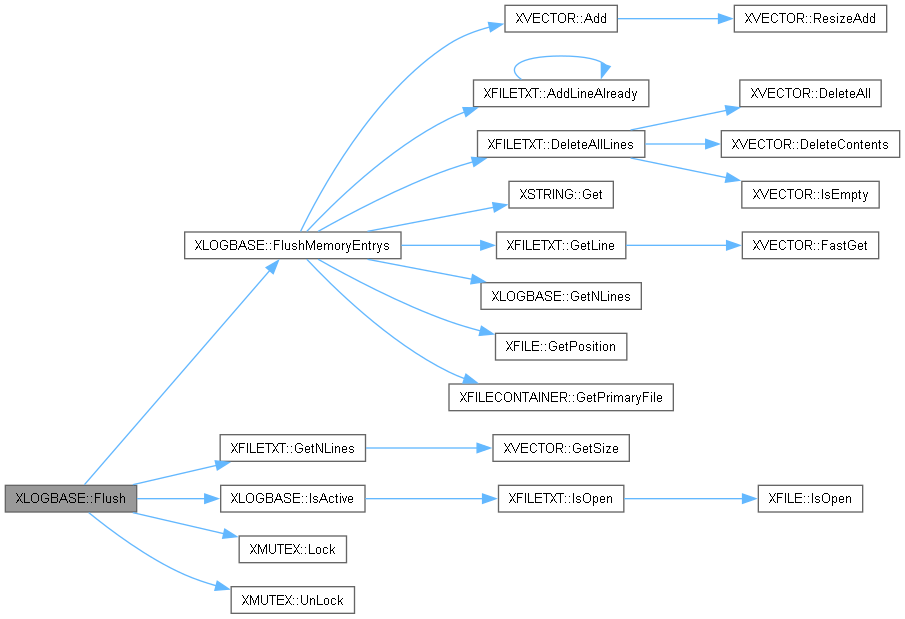 XVECTOR::Add
XVECTOR::ResizeAdd
XFILETXT::AddLineAlready
XVECTOR::DeleteAll
XFILETXT::DeleteAllLines
XVECTOR::DeleteContents
XVECTOR::IsEmpty
XSTRING::Get
XLOGBASE::FlushMemoryEntrys
XFILETXT::GetLine
XVECTOR::FastGet
XLOGBASE::GetNLines
XFILE::GetPosition
XFILECONTAINER::GetPrimaryFile
XFILETXT::GetNLines
XVECTOR::GetSize
XLOGBASE::Flush
XLOGBASE::IsActive
XFILETXT::IsOpen
XFILE::IsOpen
XMUTEX::Lock
XMUTEX::UnLock